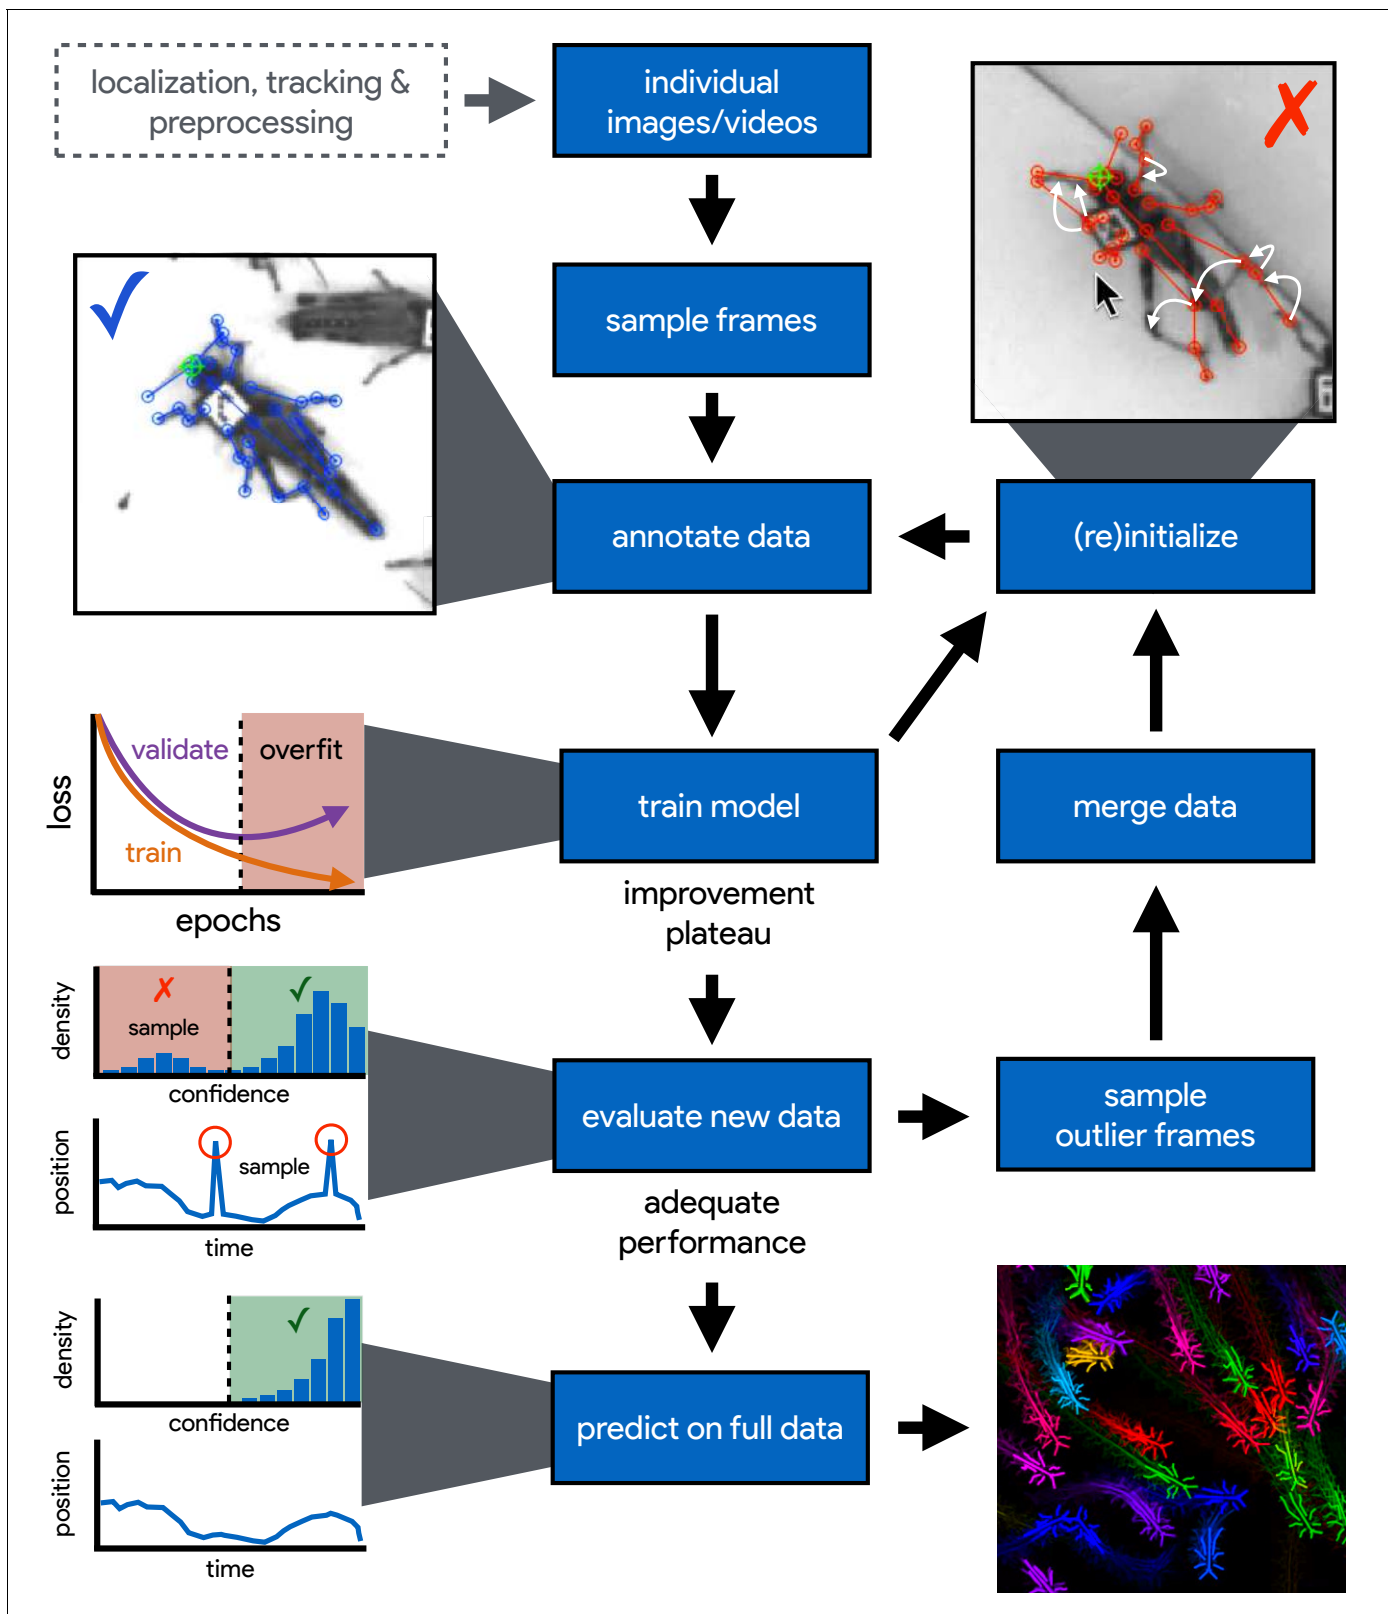 localization, tracking &
preprocessing
individual
images/videos
sample frames
annotate data
(re)initialize
validate
overfit
train
loss
epochs
train model
merge data
improvement
plateau
density
sample
confidence
position
sample
time
evaluate new data
sample
outlier frames
adequate
performance
density
confidence
position
time
predict on full data